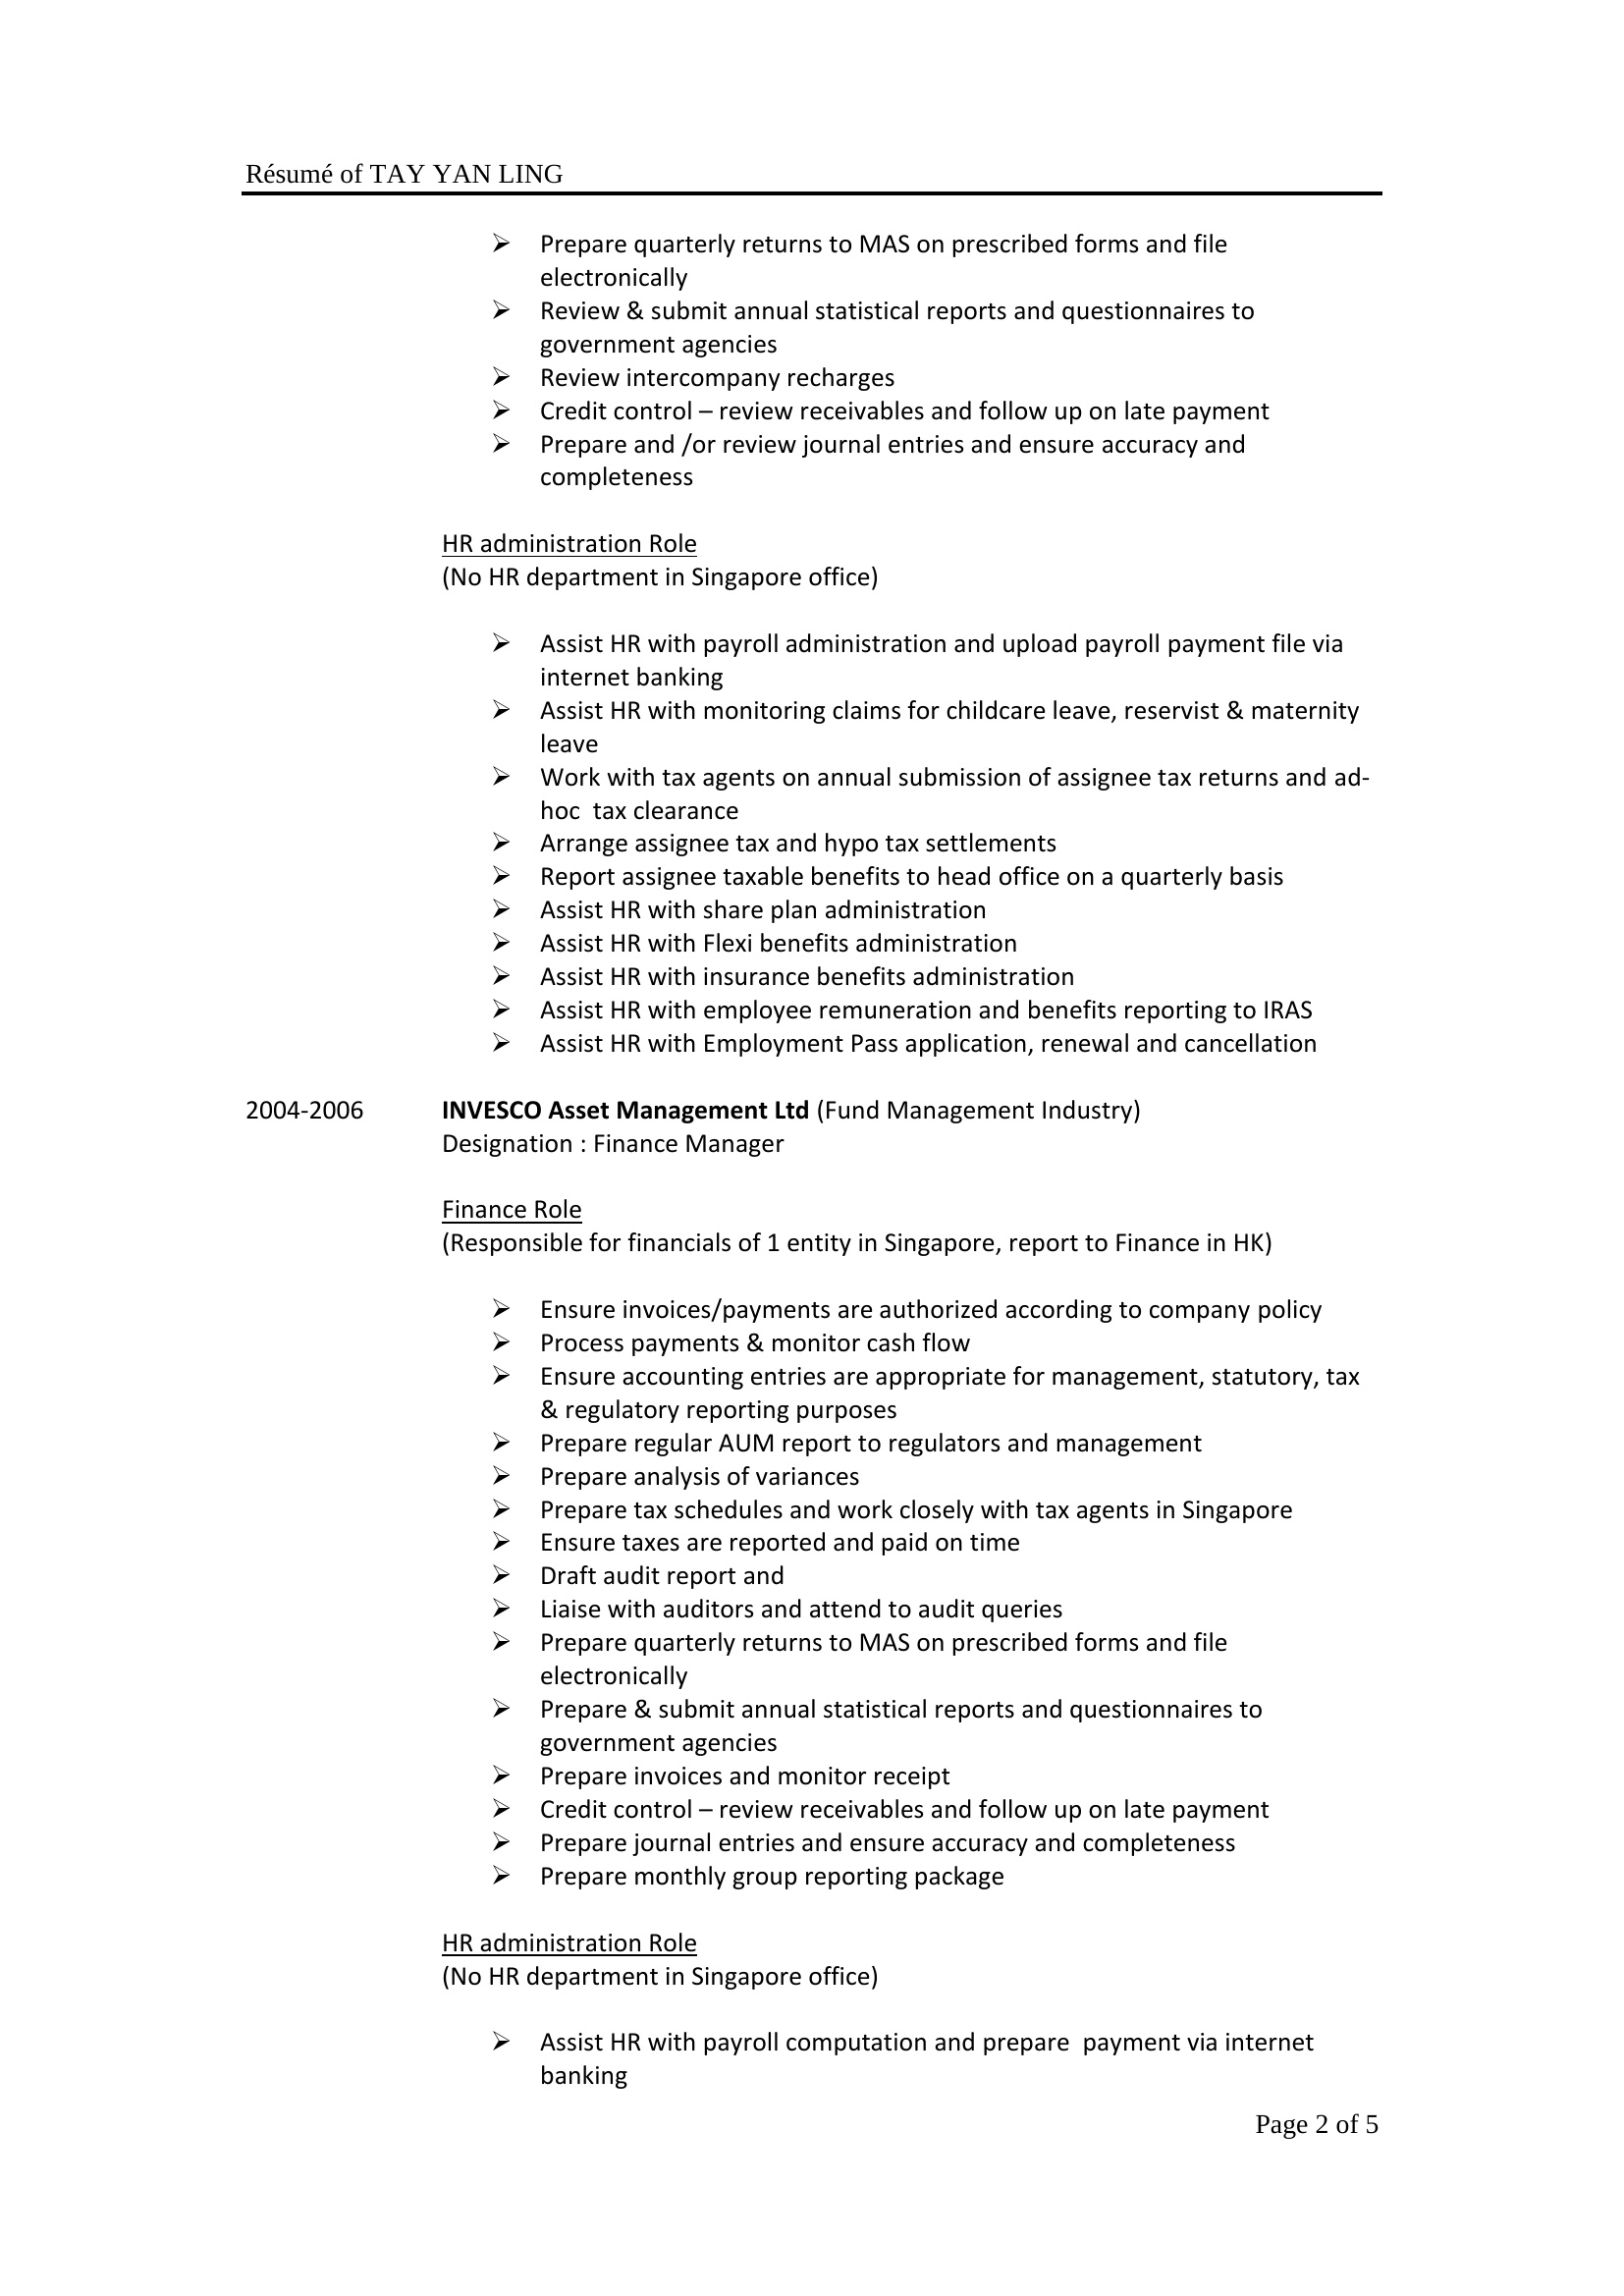 Résumé of TAY YAN LING
➢ Prepare quarterly returns to MAS on prescribed forms and file
electronically
➢ Review & submit annual statistical reports and questionnaires to
government agencies
➢ Review intercompany recharges
➢ Credit control – review receivables and follow up on late payment
➢ Prepare and /or review journal entries and ensure accuracy and
completeness
HR administration Role
(No HR department in Singapore office)
➢ Assist HR with payroll administration and upload payroll payment file via
internet banking
➢ Assist HR with monitoring claims for childcare leave, reservist & maternity
leave
➢ Work with tax agents on annual submission of assignee tax returns and ad-
hoc  tax clearance
➢ Arrange assignee tax and hypo tax settlements
➢ Report assignee taxable benefits to head office on a quarterly basis
➢ Assist HR with share plan administration
➢ Assist HR with Flexi benefits administration
➢ Assist HR with insurance benefits administration
➢ Assist HR with employee remuneration and benefits reporting to IRAS
➢ Assist HR with Employment Pass application, renewal and cancellation
2004-2006 INVESCO Asset Management Ltd (Fund Management Industry)
Designation : Finance Manager
Finance Role
(Responsible for financials of 1 entity in Singapore, report to Finance in HK)
➢ Ensure invoices/payments are authorized according to company policy
➢ Process payments & monitor cash flow
➢ Ensure accounting entries are appropriate for management, statutory, tax
& regulatory reporting purposes
➢ Prepare regular AUM report to regulators and management
➢ Prepare analysis of variances
➢ Prepare tax schedules and work closely with tax agents in Singapore
➢ Ensure taxes are reported and paid on time
➢ Draft audit report and
➢ Liaise with auditors and attend to audit queries
➢ Prepare quarterly returns to MAS on prescribed forms and file
electronically
➢ Prepare & submit annual statistical reports and questionnaires to
government agencies
➢ Prepare invoices and monitor receipt
➢ Credit control – review receivables and follow up on late payment
➢ Prepare journal entries and ensure accuracy and completeness
➢ Prepare monthly group reporting package
HR administration Role
(No HR department in Singapore office)
➢ Assist HR with payroll computation and prepare  payment via internet
banking
Page 2 of 5